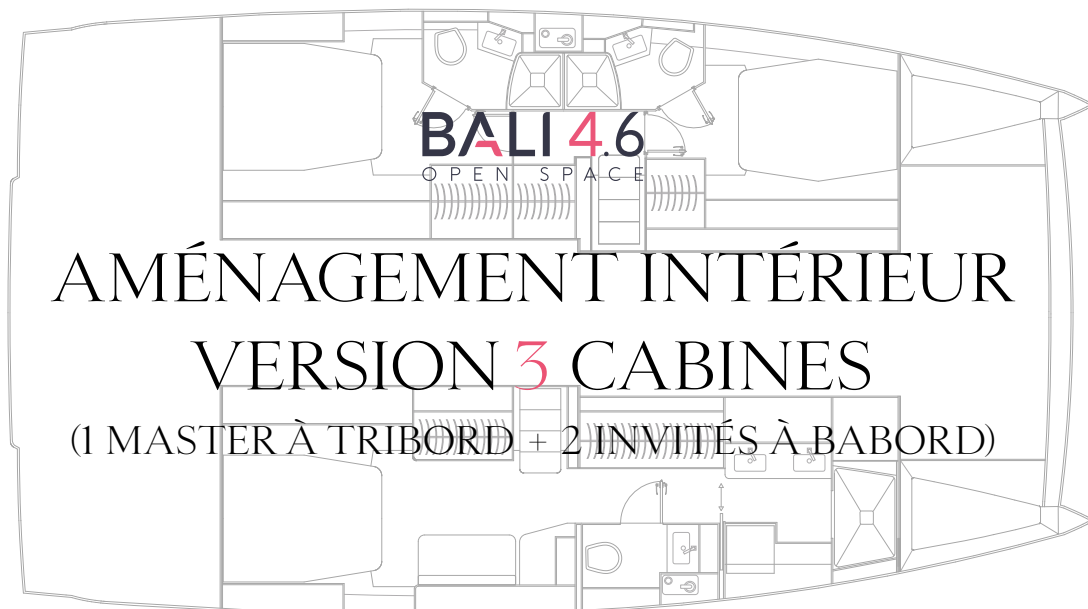 BALI 4.6
OPEN SPACE
AMÉNAGEMENT INTÉRIEUR
VERSION 3 CABINES
(1 MASTER À TRIBORD + 2 INVITÉS À BABORD)